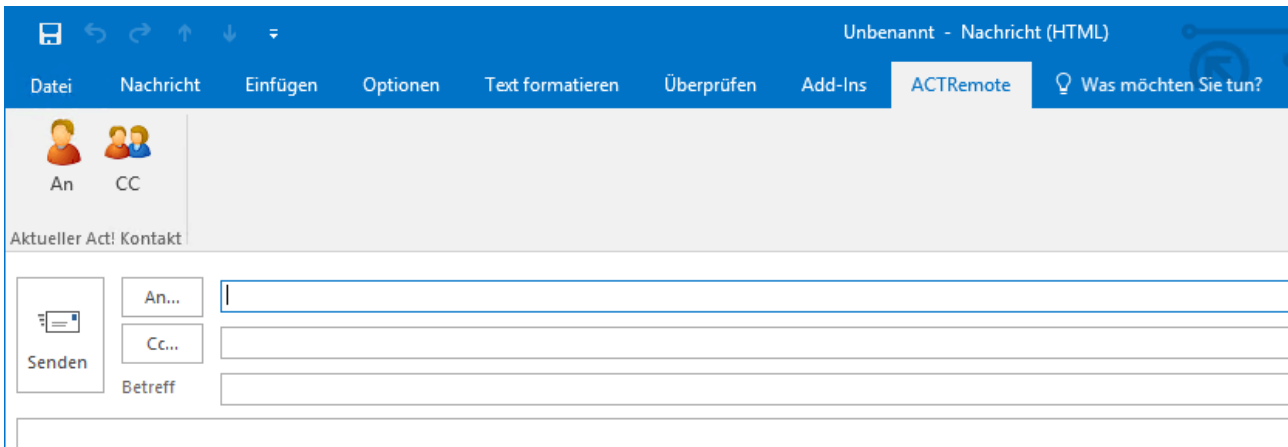 Unbenannt - Nachricht (HTML)
Datei Nachricht Einfügen Optionen Text formatieren Überprüfen Add-Ins ACTRemote Was möchten Sie tun?
An CC
Aktueller Act! Kontakt
An...
Cc...
Senden
Betreff